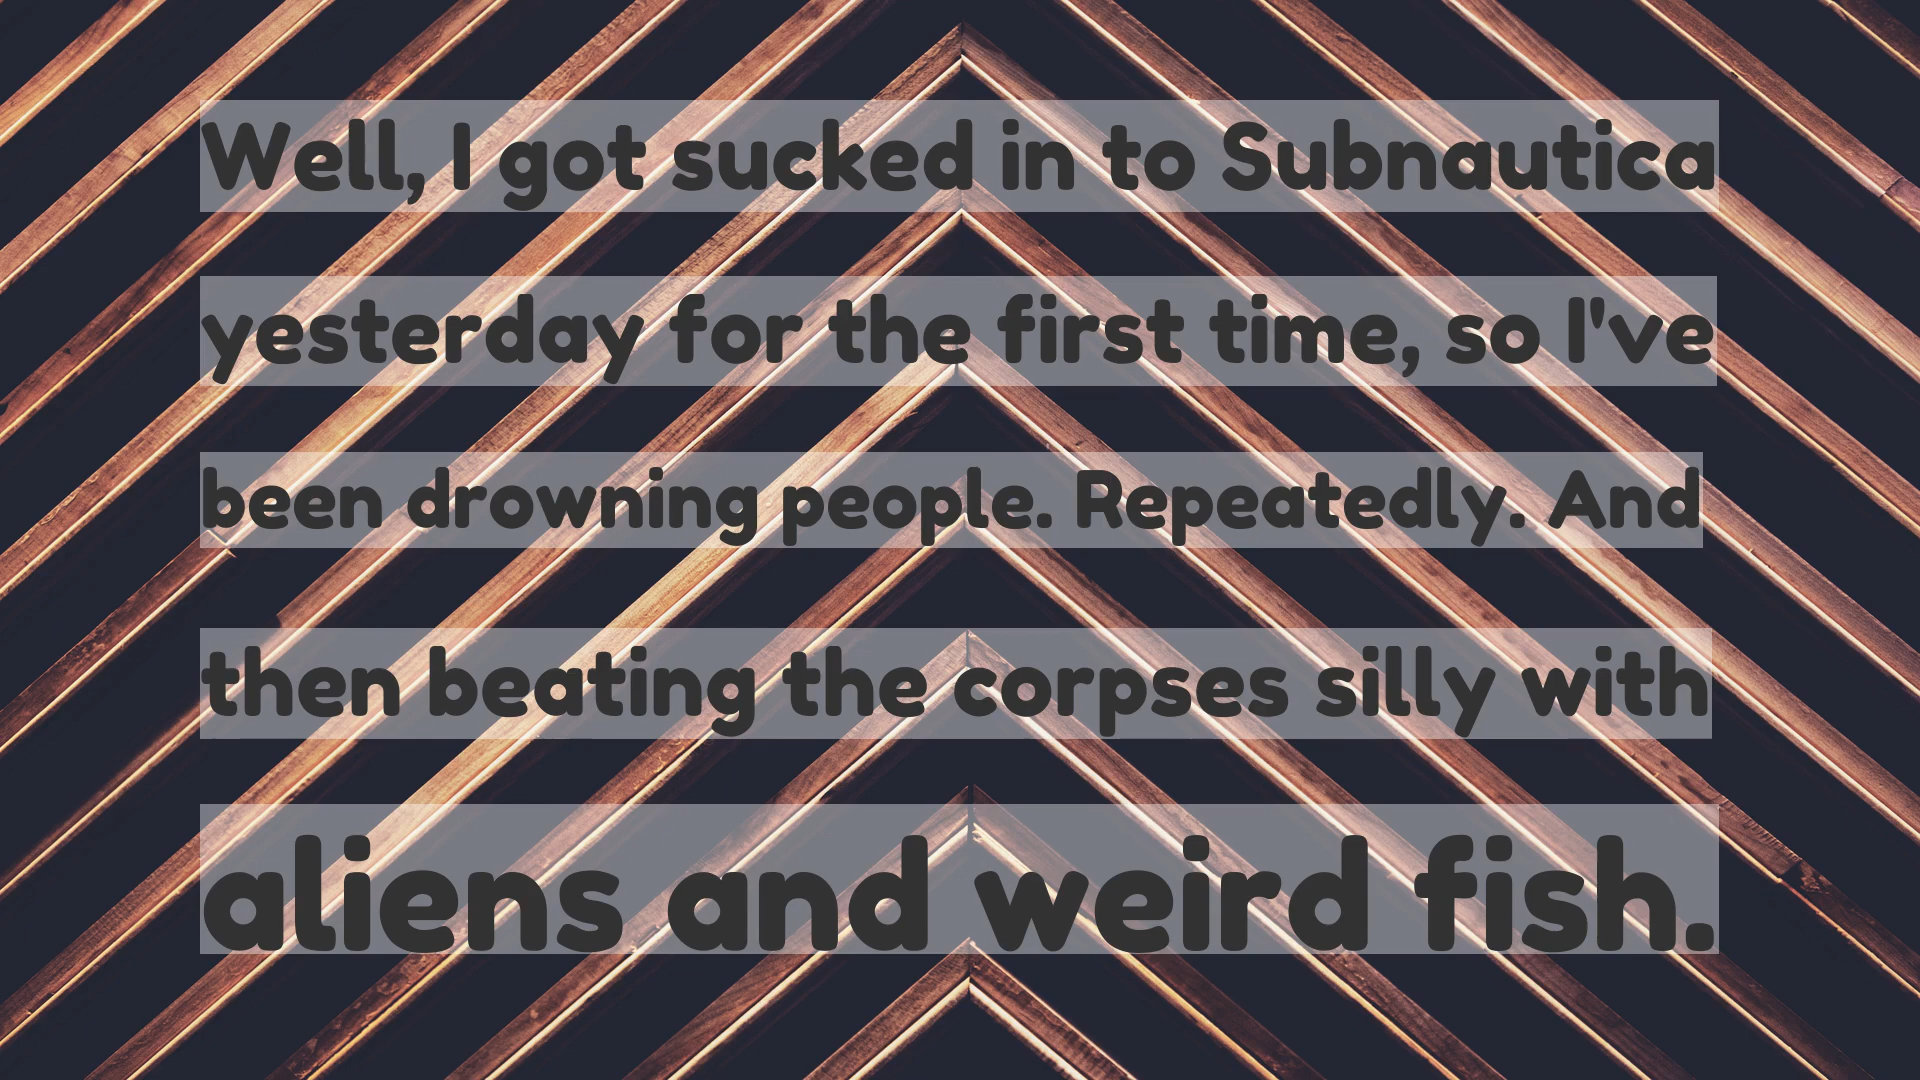 Well, I got sucked in to Subnautica
yesterday for the first time, so I've
been drowning people. Repeatedly. And
then beating the corpses silly with
aliens and weird fish.